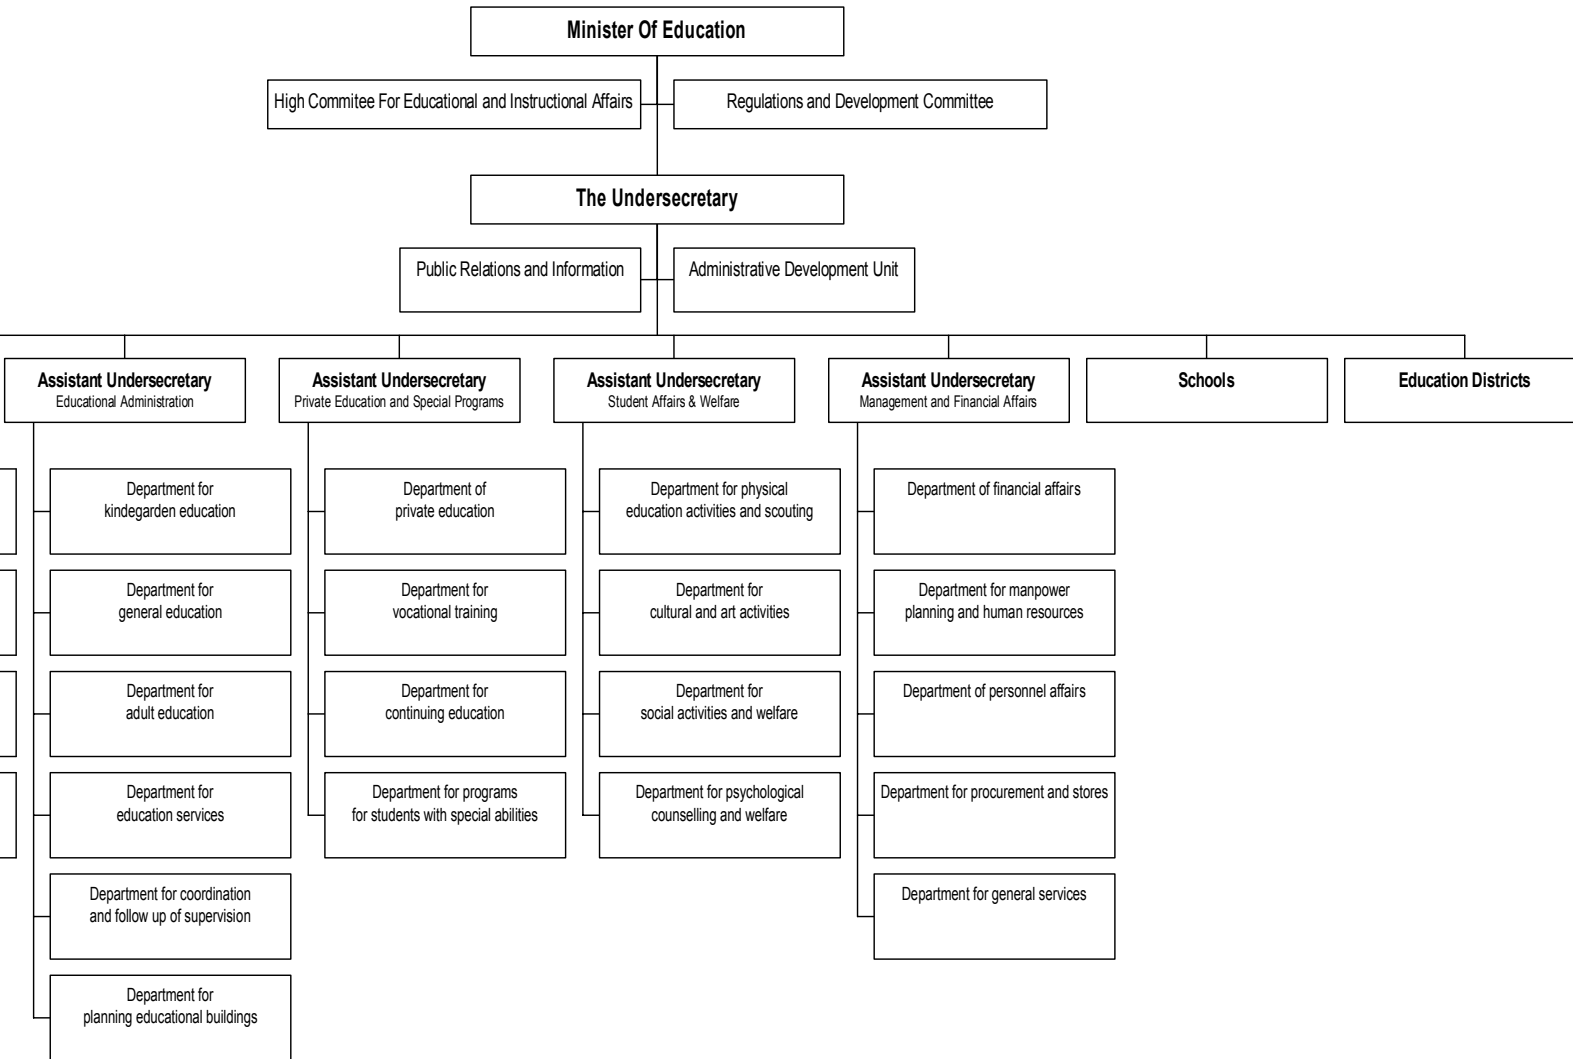 Minister Of Education
High Commitee For Educational and Instructional Affairs
Regulations and Development Committee
The Undersecretary
Public Relations and Information
Administrative Development Unit
Assistant Undersecretary
Educational Administration
Assistant Undersecretary
Private Education and Special Programs
Assistant Undersecretary
Student Affairs & Welfare
Assistant Undersecretary
Management and Financial Affairs
Schools
Education Districts
Department for
kindegarden education
Department for
general education
Department for
adult education
Department for
education services
Department for coordination
and follow up of supervision
Department for
planning educational buildings
Department of
private education
Department for
vocational training
Department for
continuing education
Department for programs
for students with special abilities
Department for physical
education activities and scouting
Department for
cultural and art activities
Department for
social activities and welfare
Department for psychological
counselling and welfare
Department of financial affairs
Department for manpower
planning and human resources
Department of personnel affairs
Department for procurement and stores
Department for general services